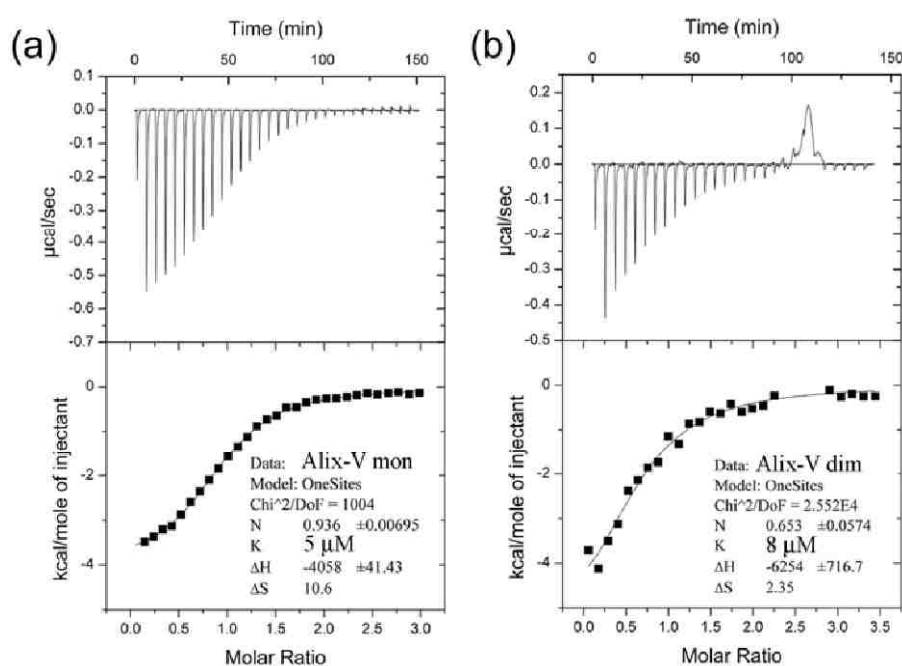 (a)
Time (min)
0 50 100 150
0.1
0.0
-0.1
-0.2
-0.3
-0.4
-0.5
-0.6
-0.7
µcal/sec
0
-2
-4
kcal/mole of injectant
Data: Alix-V mon
Model: OneSites
Chi^2/DoF = 1004
N 0.936 ±0.00695
K 5 µM
ΔH -4058 ±41.43
ΔS 10.6
0.0 0.5 1.0 1.5 2.0 2.5 3.0
Molar Ratio
(b)
Time (min)
0 50 100 150
0.2
0.1
0.0
-0.1
-0.2
-0.3
-0.4
-0.5
µcal/sec
0
-2
-4
kcal/mole of injectant
Data: Alix-V dim
Model: OneSites
Chi^2/DoF = 2.552E4
N 0.653 ±0.0574
K 8 µM
ΔH -6254 ±716.7
ΔS 2.35
0.0 0.5 1.0 1.5 2.0 2.5 3.0 3.5
Molar Ratio